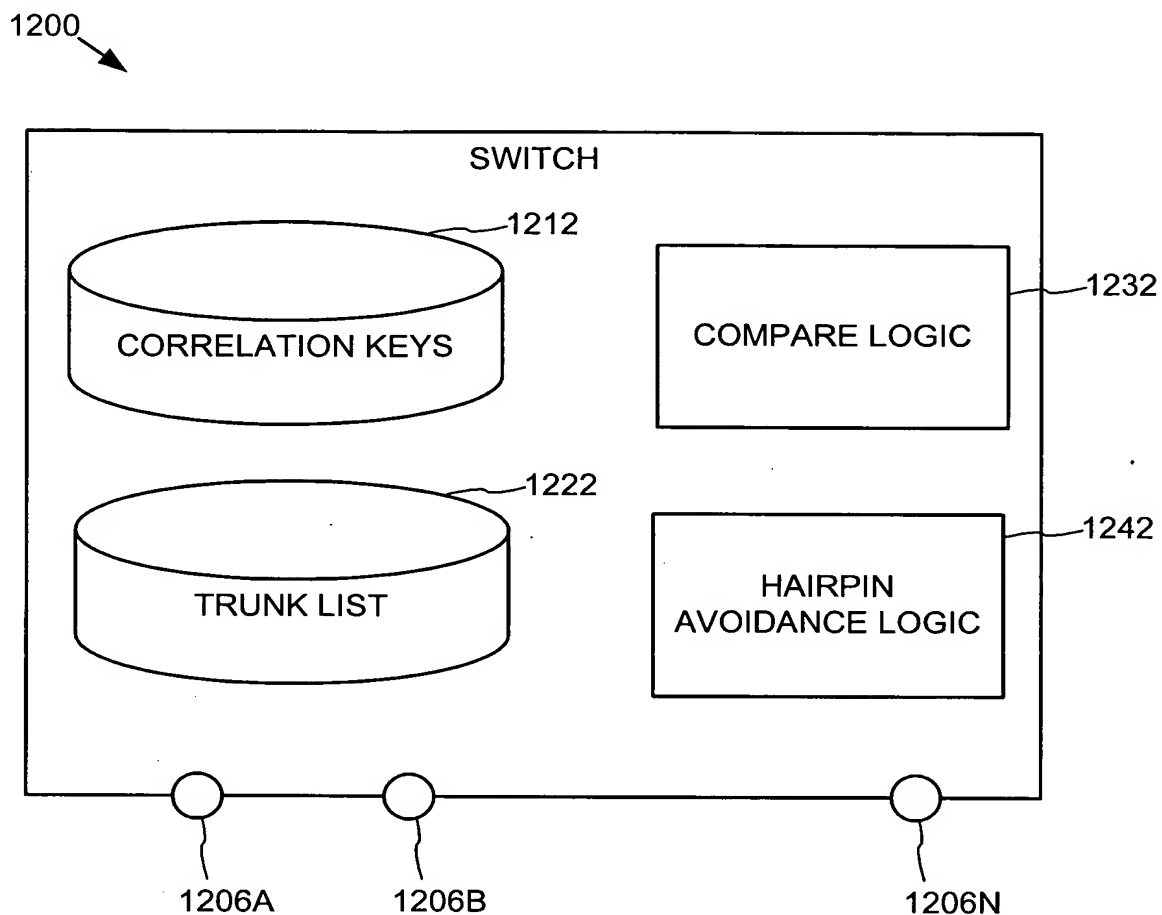 1200
SWITCH
1212
CORRELATION KEYS
1232
COMPARE LOGIC
1222
TRUNK LIST
1242
HAIRPIN
AVOIDANCE LOGIC
1206A
1206B
1206N